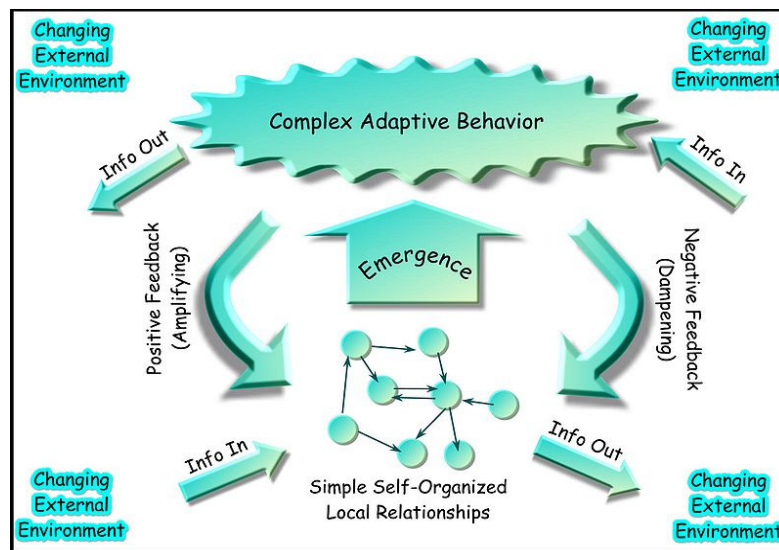 Changing
External
Environment
Changing
External
Environment
Complex Adaptive Behavior
Info Out
Info In
Positive Feedback
(Amplifying)
Emergence
Negative Feedback
(Dampening)
Info In
Info Out
Simple Self-Organized
Local Relationships
Changing
External
Environment
Changing
External
Environment